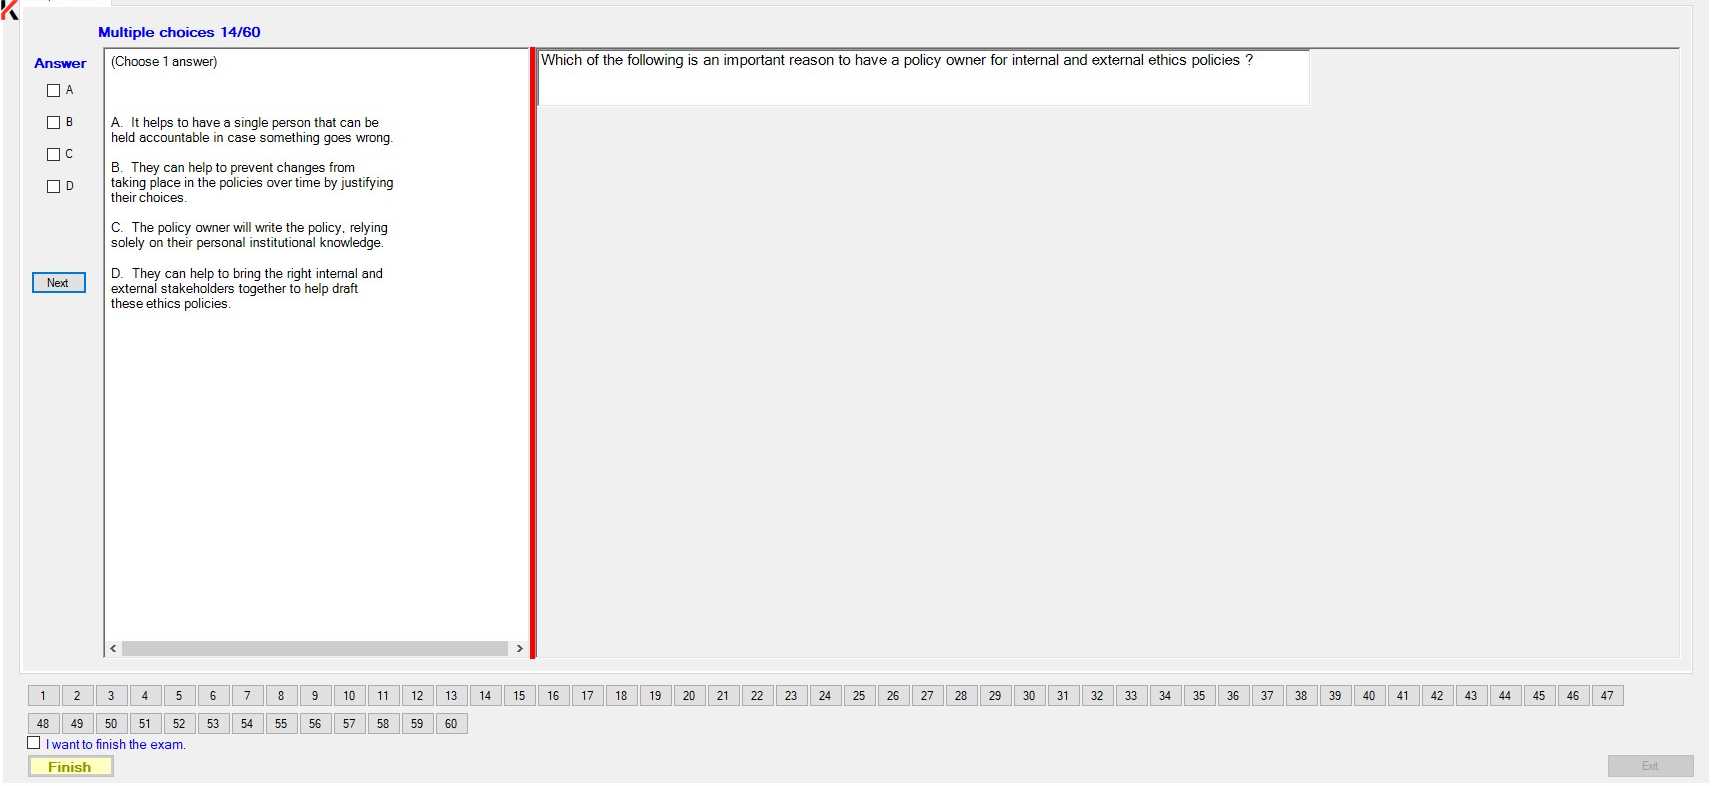 Multiple choices 14/60
Answer
(Choose 1 answer)
Which of the following is an important reason to have a policy owner for internal and external ethics policies ?
A
B
C
D
A. It helps to have a single person that can be
held accountable in case something goes wrong.
B. They can help to prevent changes from
taking place in the policies over time by justifying
their choices.
C. The policy owner will write the policy, relying
solely on their personal institutional knowledge.
D. They can help to bring the right internal and
external stakeholders together to help draft
these ethics policies.
Next
1 2 3 4 5 6 7 8 9 10 11 12 13 14 15 16 17 18 19 20 21 22 23 24 25 26 27 28 29 30 31 32 33 34 35 36 37 38 39 40 41 42 43 44 45 46 47
48 49 50 51 52 53 54 55 56 57 58 59 60
I want to finish the exam.
Finish
Exit